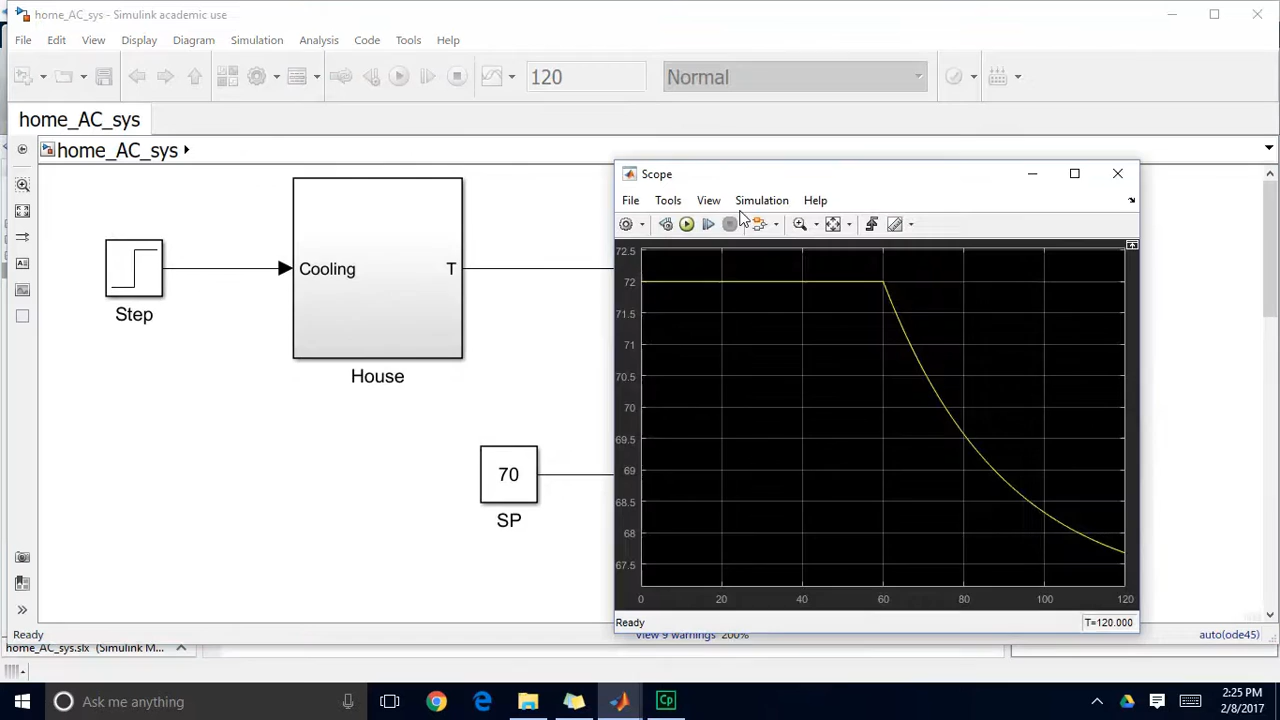 home_AC_sys - Simulink academic use
File Edit View Display Diagram Simulation Analysis Code Tools Help
120 Normal
home_AC_sys
home_AC_sys
Step
Cooling T
House
70
SP
Scope
File Tools View Simulation Help
72.5
72
71.5
71
70.5
70
69.5
69
68.5
68
67.5
0 20 40 60 80 100 120
Ready T=120.000
Ready View 9 warnings 200% auto(ode45)
home_AC_sys.slx (Simulink M...
Ask me anything
Cp
2:25 PM
2/8/2017